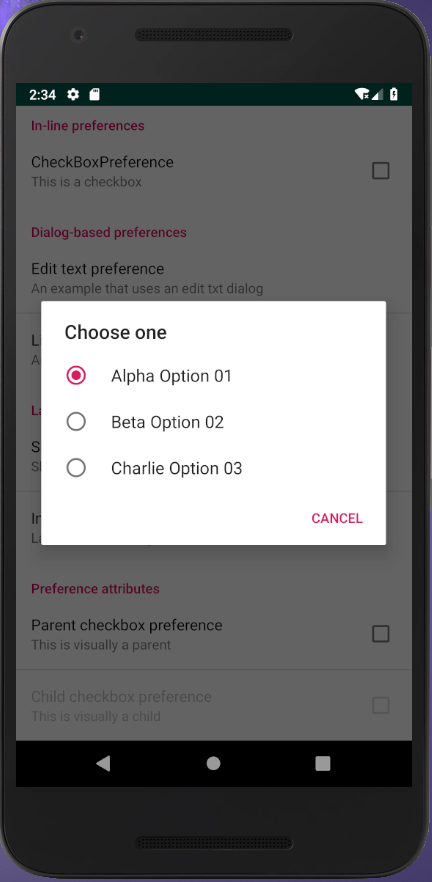 2:34
In-line preferences
CheckBoxPreference
This is a checkbox
Dialog-based preferences
Edit text preference
An example that uses an edit txt dialog
Choose one
Alpha Option 01
Beta Option 02
Charlie Option 03
CANCEL
Preference attributes
Parent checkbox preference
This is visually a parent
Child checkbox preference
This is visually a child